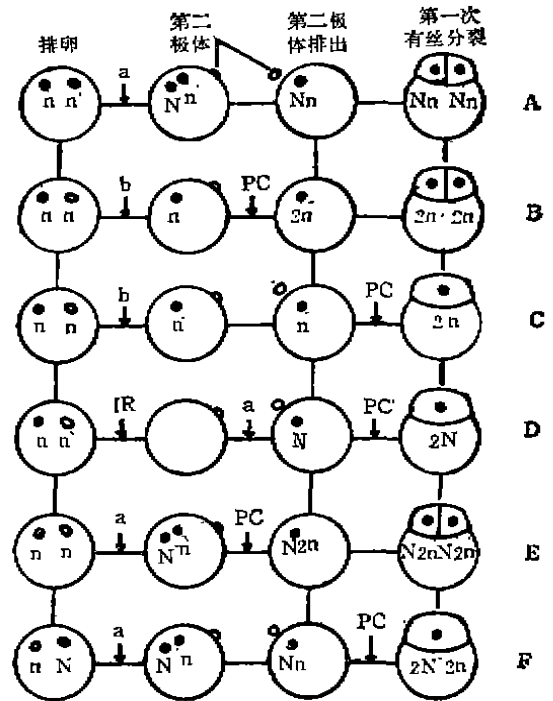 排卵
第二
极体
第二极
体排出
第一次
有丝分裂
n n' a N n' Nn Nn Nn A
n n b n PC 2n 2n 2n B
n n b n n PC 2n C
n n IR a N PC 2N D
n n a N n PC N2n N2n N2n E
n N a N n Nn PC 2N 2n F